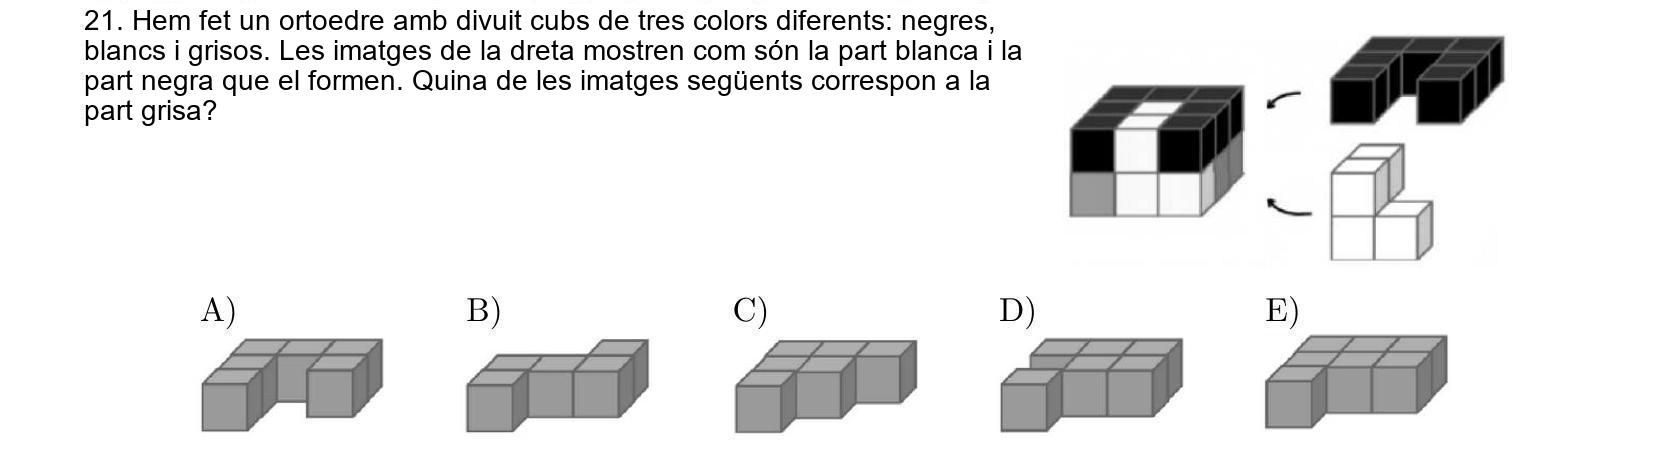 21. Hem fet un ortoedre amb divuit cubs de tres colors diferents: negres,
blancs i grisos. Les imatges de la dreta mostren com són la part blanca i la
part negra que el formen. Quina de les imatges següents correspon a la
part grisa?
A) B) C) D) E)